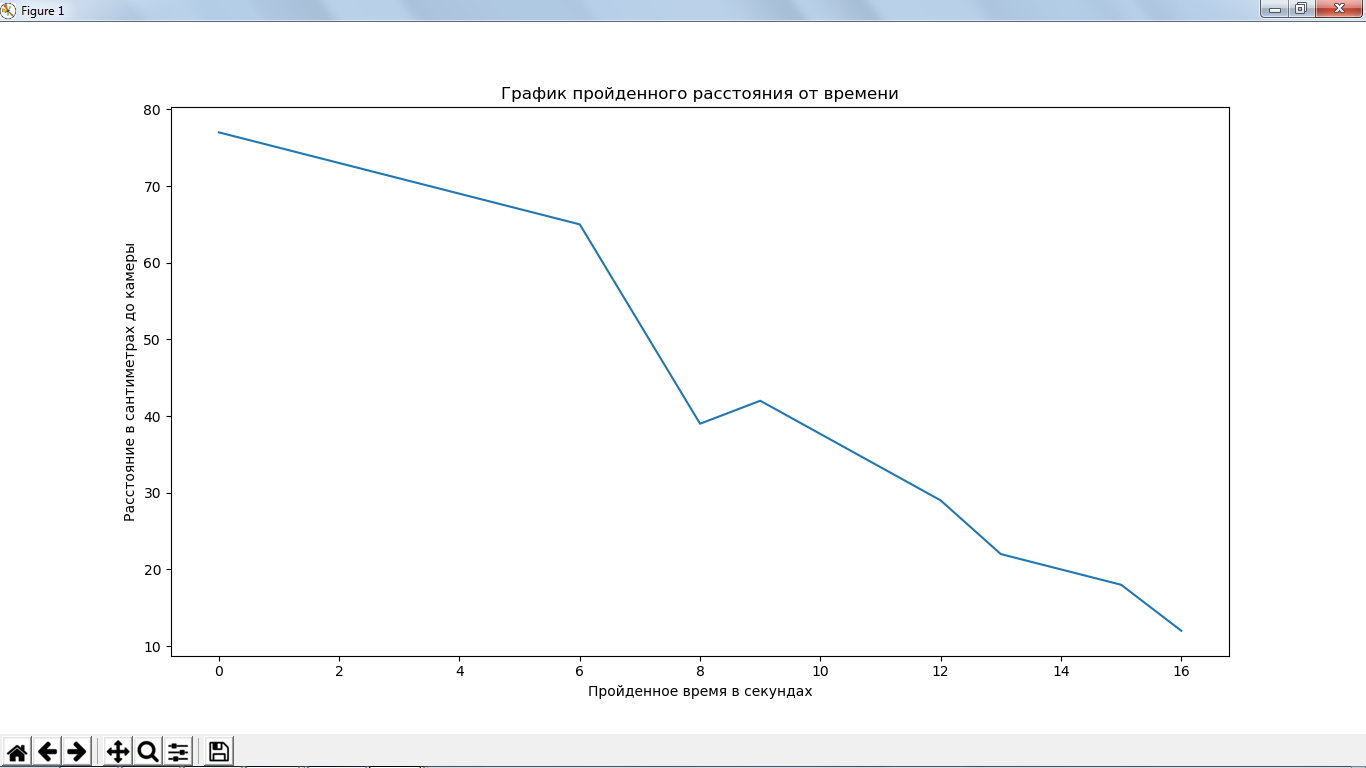 Figure 1
График пройденного расстояния от времени
80
70
60
50
40
30
20
10
Расстояние в сантиметрах до камеры
0 2 4 6 8 10 12 14 16
Пройденное время в секундах